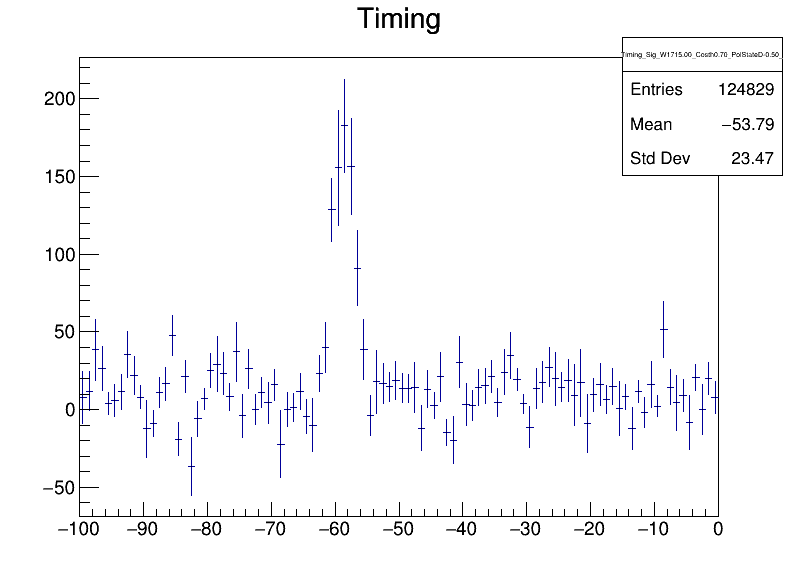 Timing
Timing_Sig_W1715.00_Costh0.70_PolStateD-0.50_
Entries 124829
Mean −53.79
Std Dev 23.47
200
150
100
50
0
−50
−100 −90 −80 −70 −60 −50 −40 −30 −20 −10 0